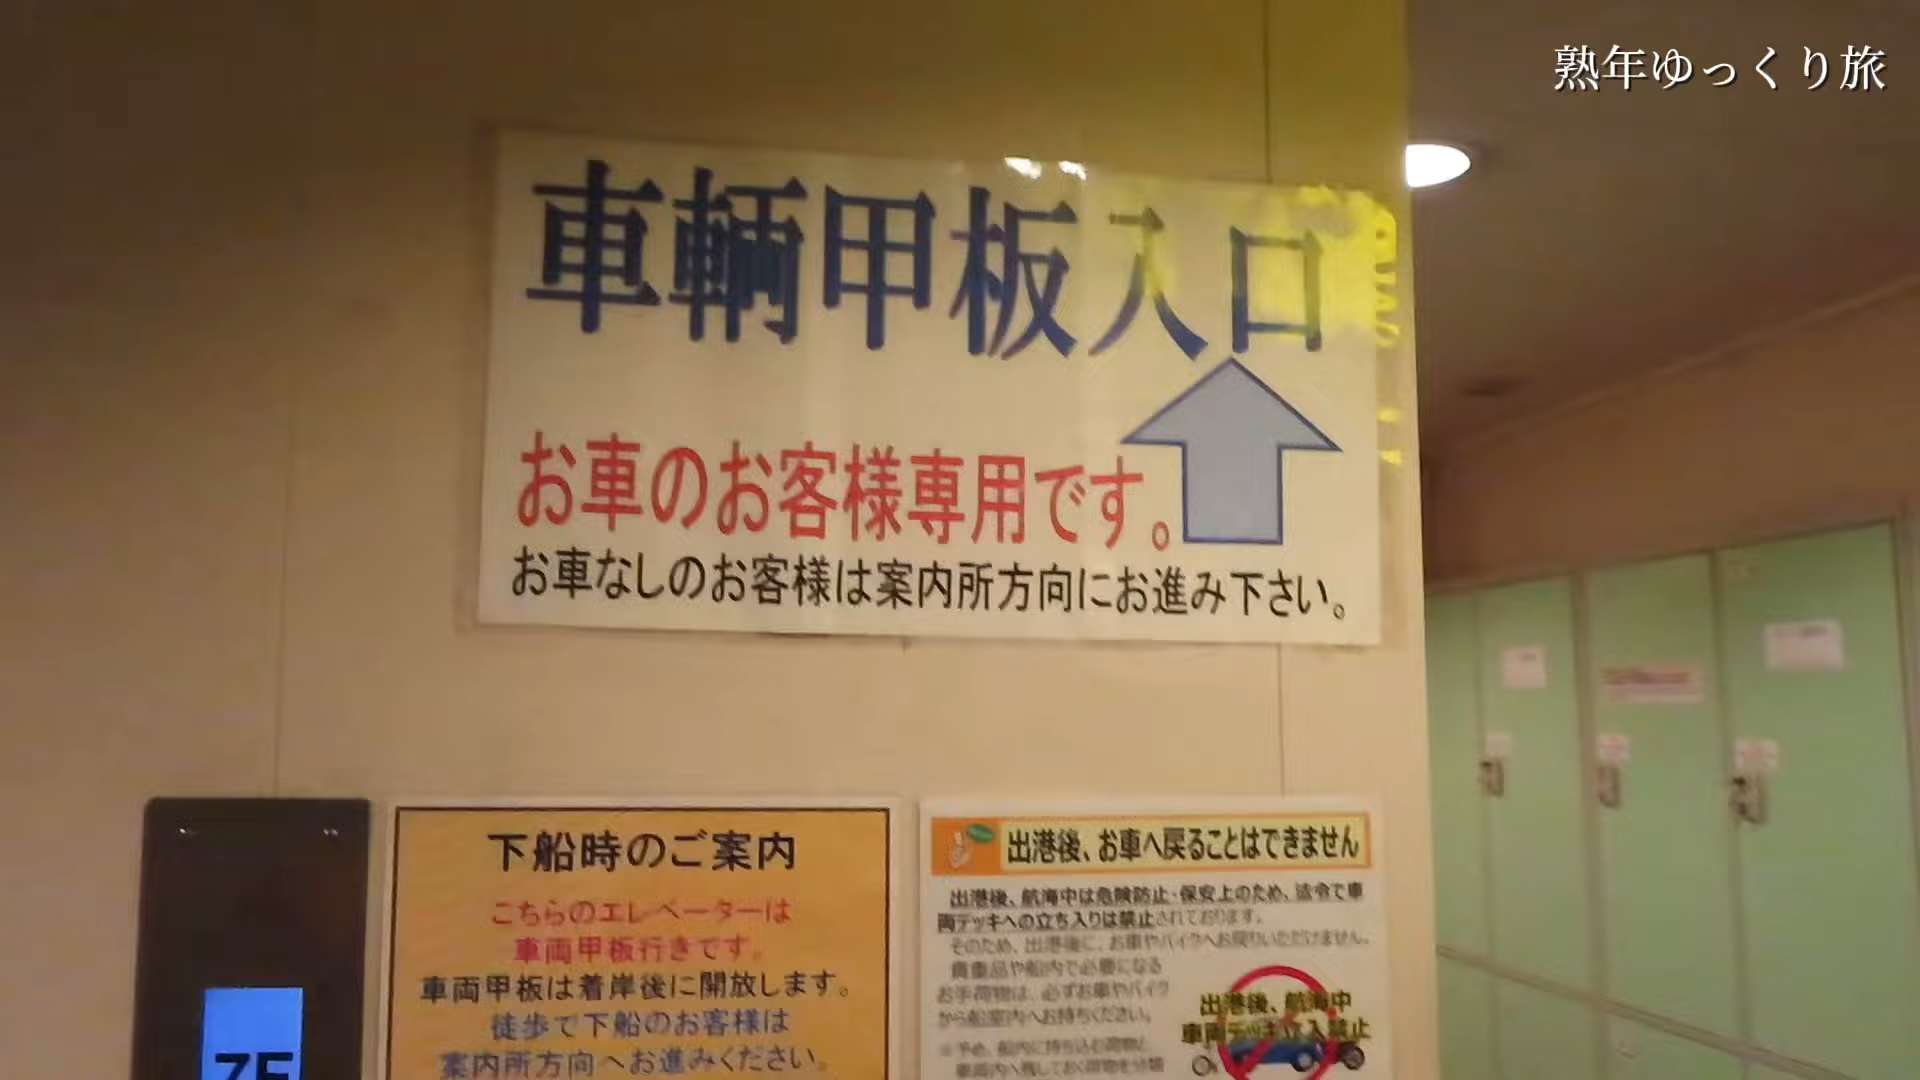 熟年ゆっくり旅
車輌甲板入口
お車のお客様専用です。
お車なしのお客様は案内所方向にお進み下さい。
下船時のご案内
こちらのエレベーターは
車両甲板行きです。
車両甲板は着岸後に開放します。
徒歩で下船のお客様は
案内所方向へお進みください。
出港後、お車へ戻ることはできません
出港後、航海中は危険防止・保安上のため、法令で車
両デッキへの立ち入りは禁止されております。
そのため、出港後に、お車やバイクへお戻りいただけません。
貴重品や船内で必要になる
お手荷物は、必ずお車やバイク
から船室内へお持ちください。
出港後、航海中
車両デッキ立入禁止